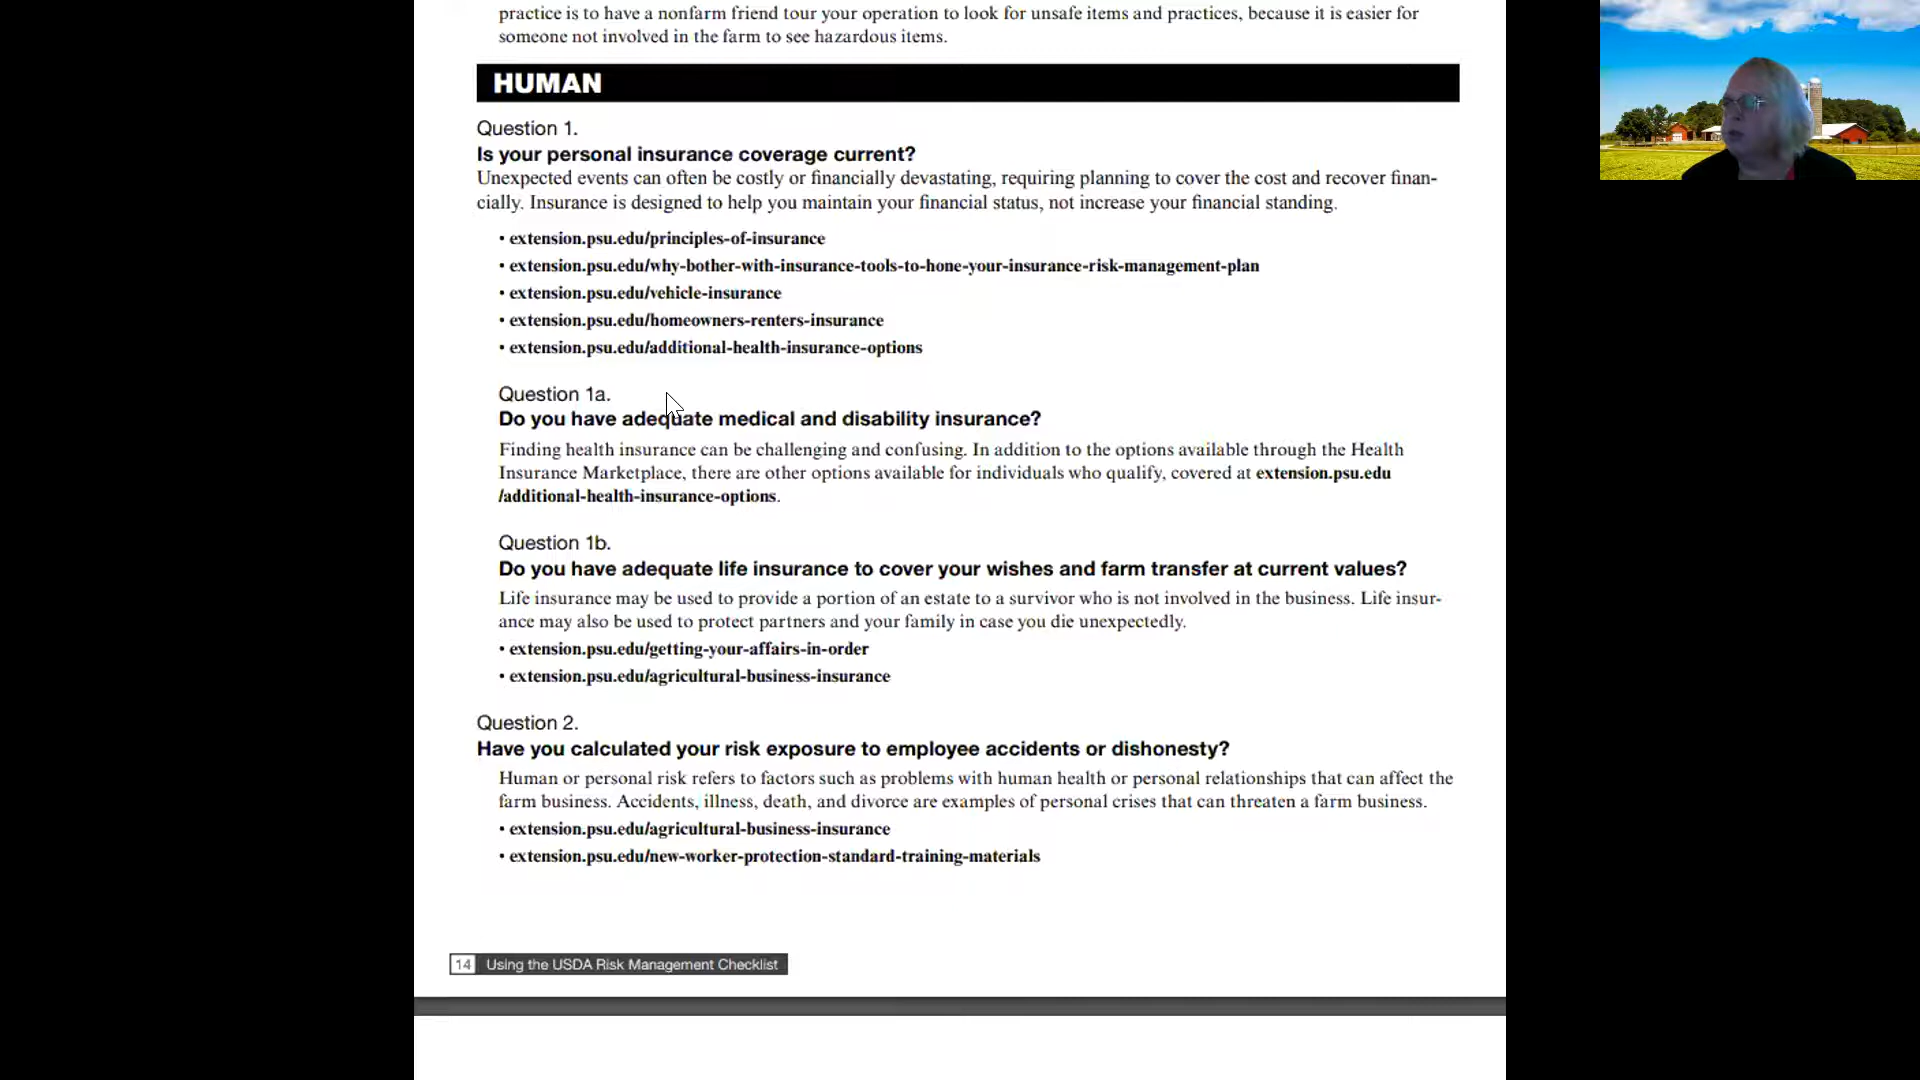 practice is to have a nonfarm friend tour your operation to look for unsafe items and practices, because it is easier for
someone not involved in the farm to see hazardous items.
HUMAN
Question 1.
Is your personal insurance coverage current?
Unexpected events can often be costly or financially devastating, requiring planning to cover the cost and recover finan-
cially. Insurance is designed to help you maintain your financial status, not increase your financial standing.
• extension.psu.edu/principles-of-insurance
• extension.psu.edu/why-bother-with-insurance-tools-to-hone-your-insurance-risk-management-plan
• extension.psu.edu/vehicle-insurance
• extension.psu.edu/homeowners-renters-insurance
• extension.psu.edu/additional-health-insurance-options
Question 1a.
Do you have adequate medical and disability insurance?
Finding health insurance can be challenging and confusing. In addition to the options available through the Health
Insurance Marketplace, there are other options available for individuals who qualify, covered at extension.psu.edu
/additional-health-insurance-options.
Question 1b.
Do you have adequate life insurance to cover your wishes and farm transfer at current values?
Life insurance may be used to provide a portion of an estate to a survivor who is not involved in the business. Life insur-
ance may also be used to protect partners and your family in case you die unexpectedly.
• extension.psu.edu/getting-your-affairs-in-order
• extension.psu.edu/agricultural-business-insurance
Question 2.
Have you calculated your risk exposure to employee accidents or dishonesty?
Human or personal risk refers to factors such as problems with human health or personal relationships that can affect the
farm business. Accidents, illness, death, and divorce are examples of personal crises that can threaten a farm business.
• extension.psu.edu/agricultural-business-insurance
• extension.psu.edu/new-worker-protection-standard-training-materials
14 Using the USDA Risk Management Checklist